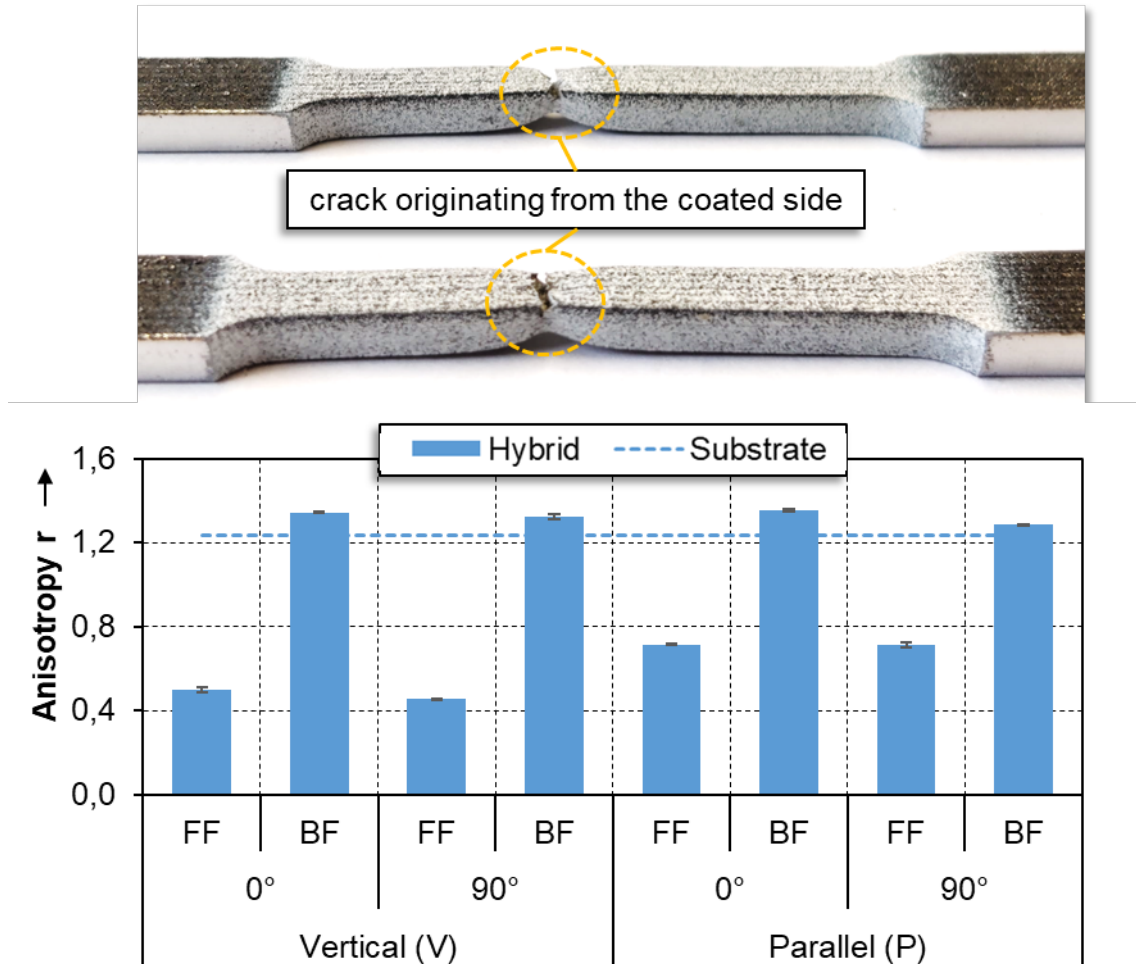 crack originating from the coated side
Hybrid Substrate
Anisotropy r →
1,6
1,2
0,8
0,4
0,0
FF BF FF BF FF BF FF BF
0° 90° 0° 90°
Vertical (V) Parallel (P)